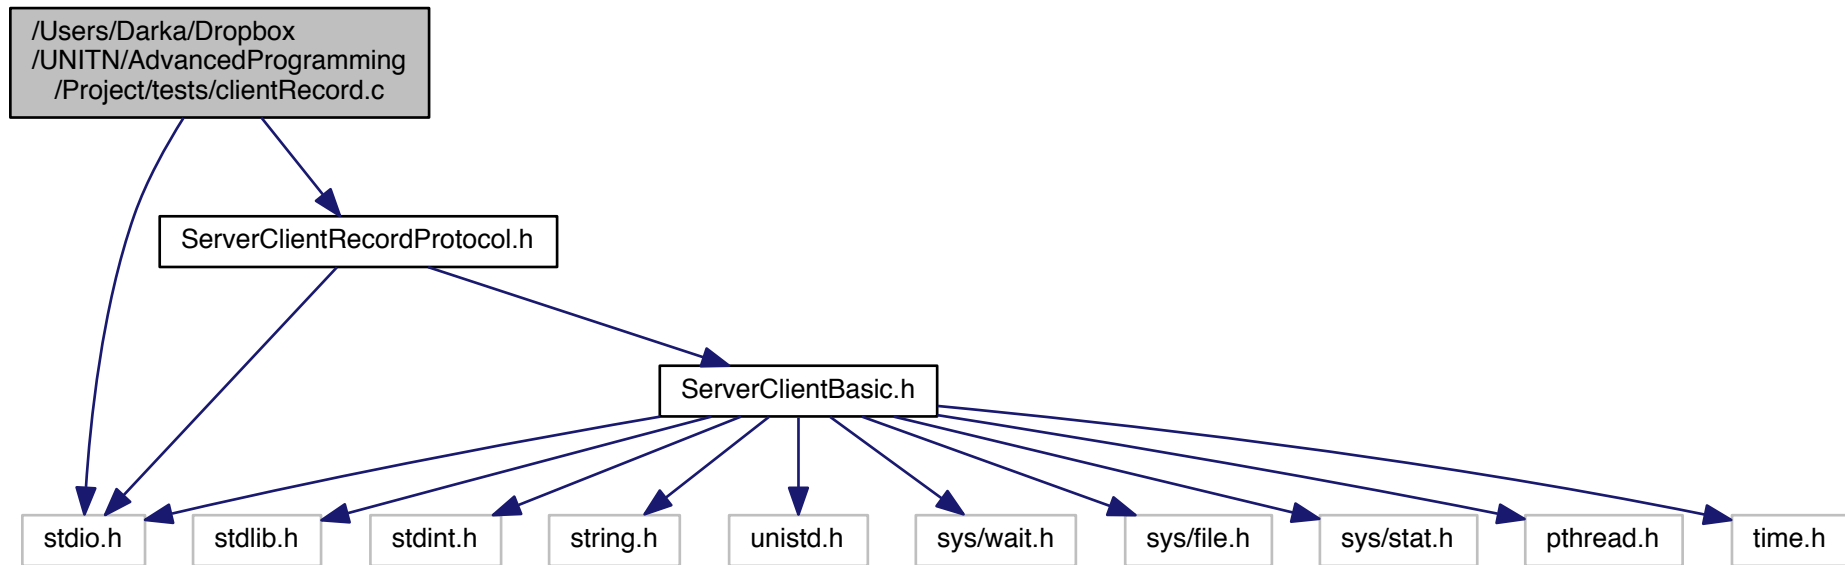 /Users/Darka/Dropbox
/UNITN/AdvancedProgramming
/Project/tests/clientRecord.c
ServerClientRecordProtocol.h
ServerClientBasic.h
stdio.h
stdlib.h
stdint.h
string.h
unistd.h
sys/wait.h
sys/file.h
sys/stat.h
pthread.h
time.h